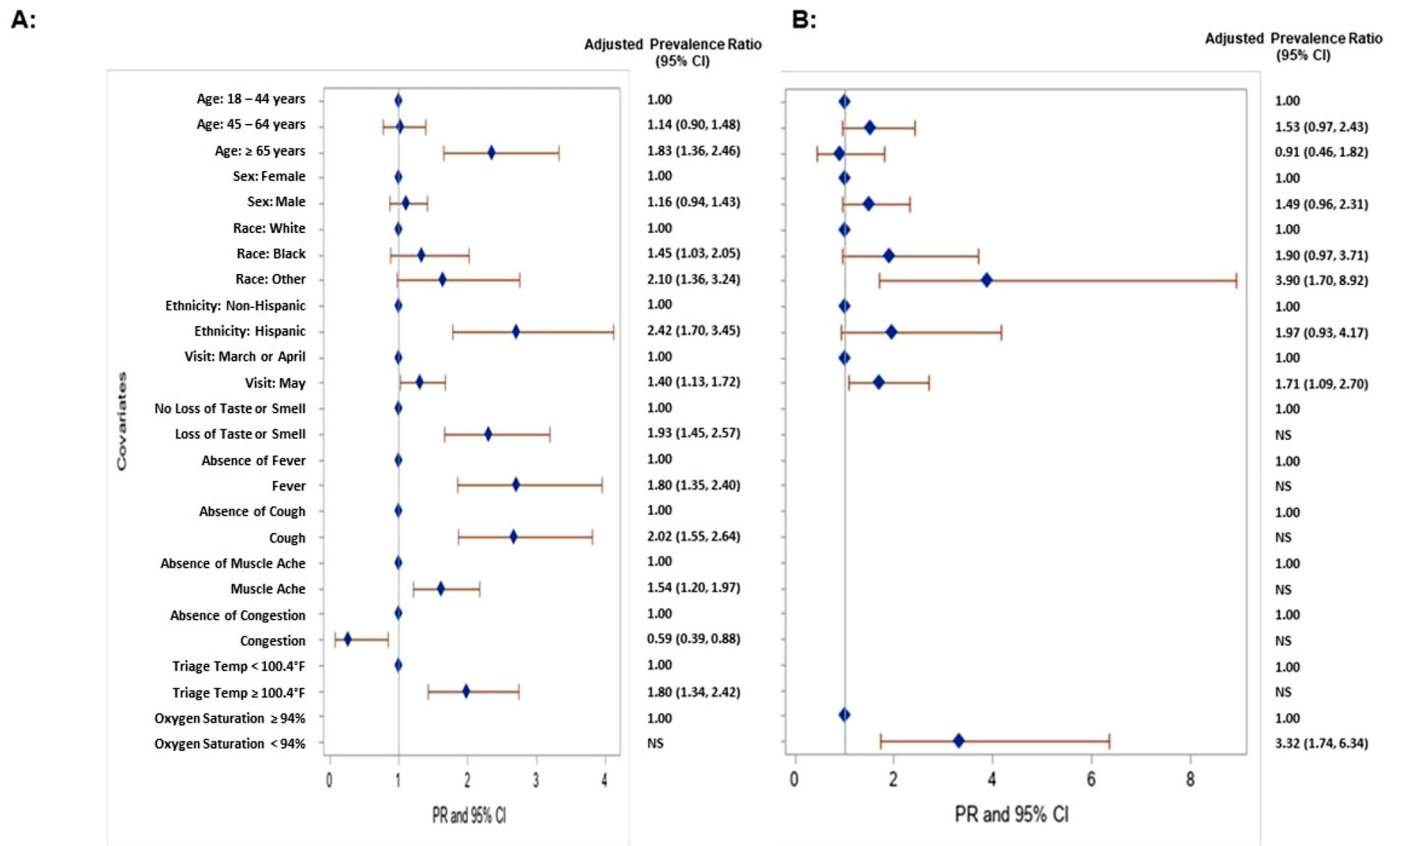 A:
B:
Adjusted Prevalence Ratio
(95% CI)
Adjusted Prevalence Ratio
(95% CI)
Covariates
Age: 18 – 44 years 1.00 1.00
Age: 45 – 64 years 1.14 (0.90, 1.48) 1.53 (0.97, 2.43)
Age: ≥ 65 years 1.83 (1.36, 2.46) 0.91 (0.46, 1.82)
Sex: Female 1.00 1.00
Sex: Male 1.16 (0.94, 1.43) 1.49 (0.96, 2.31)
Race: White 1.00 1.00
Race: Black 1.45 (1.03, 2.05) 1.90 (0.97, 3.71)
Race: Other 2.10 (1.36, 3.24) 3.90 (1.70, 8.92)
Ethnicity: Non-Hispanic 1.00 1.00
Ethnicity: Hispanic 2.42 (1.70, 3.45) 1.97 (0.93, 4.17)
Visit: March or April 1.00 1.00
Visit: May 1.40 (1.13, 1.72) 1.71 (1.09, 2.70)
No Loss of Taste or Smell 1.00 1.00
Loss of Taste or Smell 1.93 (1.45, 2.57) NS
Absence of Fever 1.00 1.00
Fever 1.80 (1.35, 2.40) NS
Absence of Cough 1.00 1.00
Cough 2.02 (1.55, 2.64) NS
Absence of Muscle Ache 1.00 1.00
Muscle Ache 1.54 (1.20, 1.97) NS
Absence of Congestion 1.00 1.00
Congestion 0.59 (0.39, 0.88) NS
Triage Temp < 100.4°F 1.00 1.00
Triage Temp ≥ 100.4°F 1.80 (1.34, 2.42) NS
Oxygen Saturation ≥ 94% 1.00 1.00
Oxygen Saturation < 94% NS 3.32 (1.74, 6.34)
0 1 2 3 4
0 2 4 6 8
PR and 95% CI
PR and 95% CI